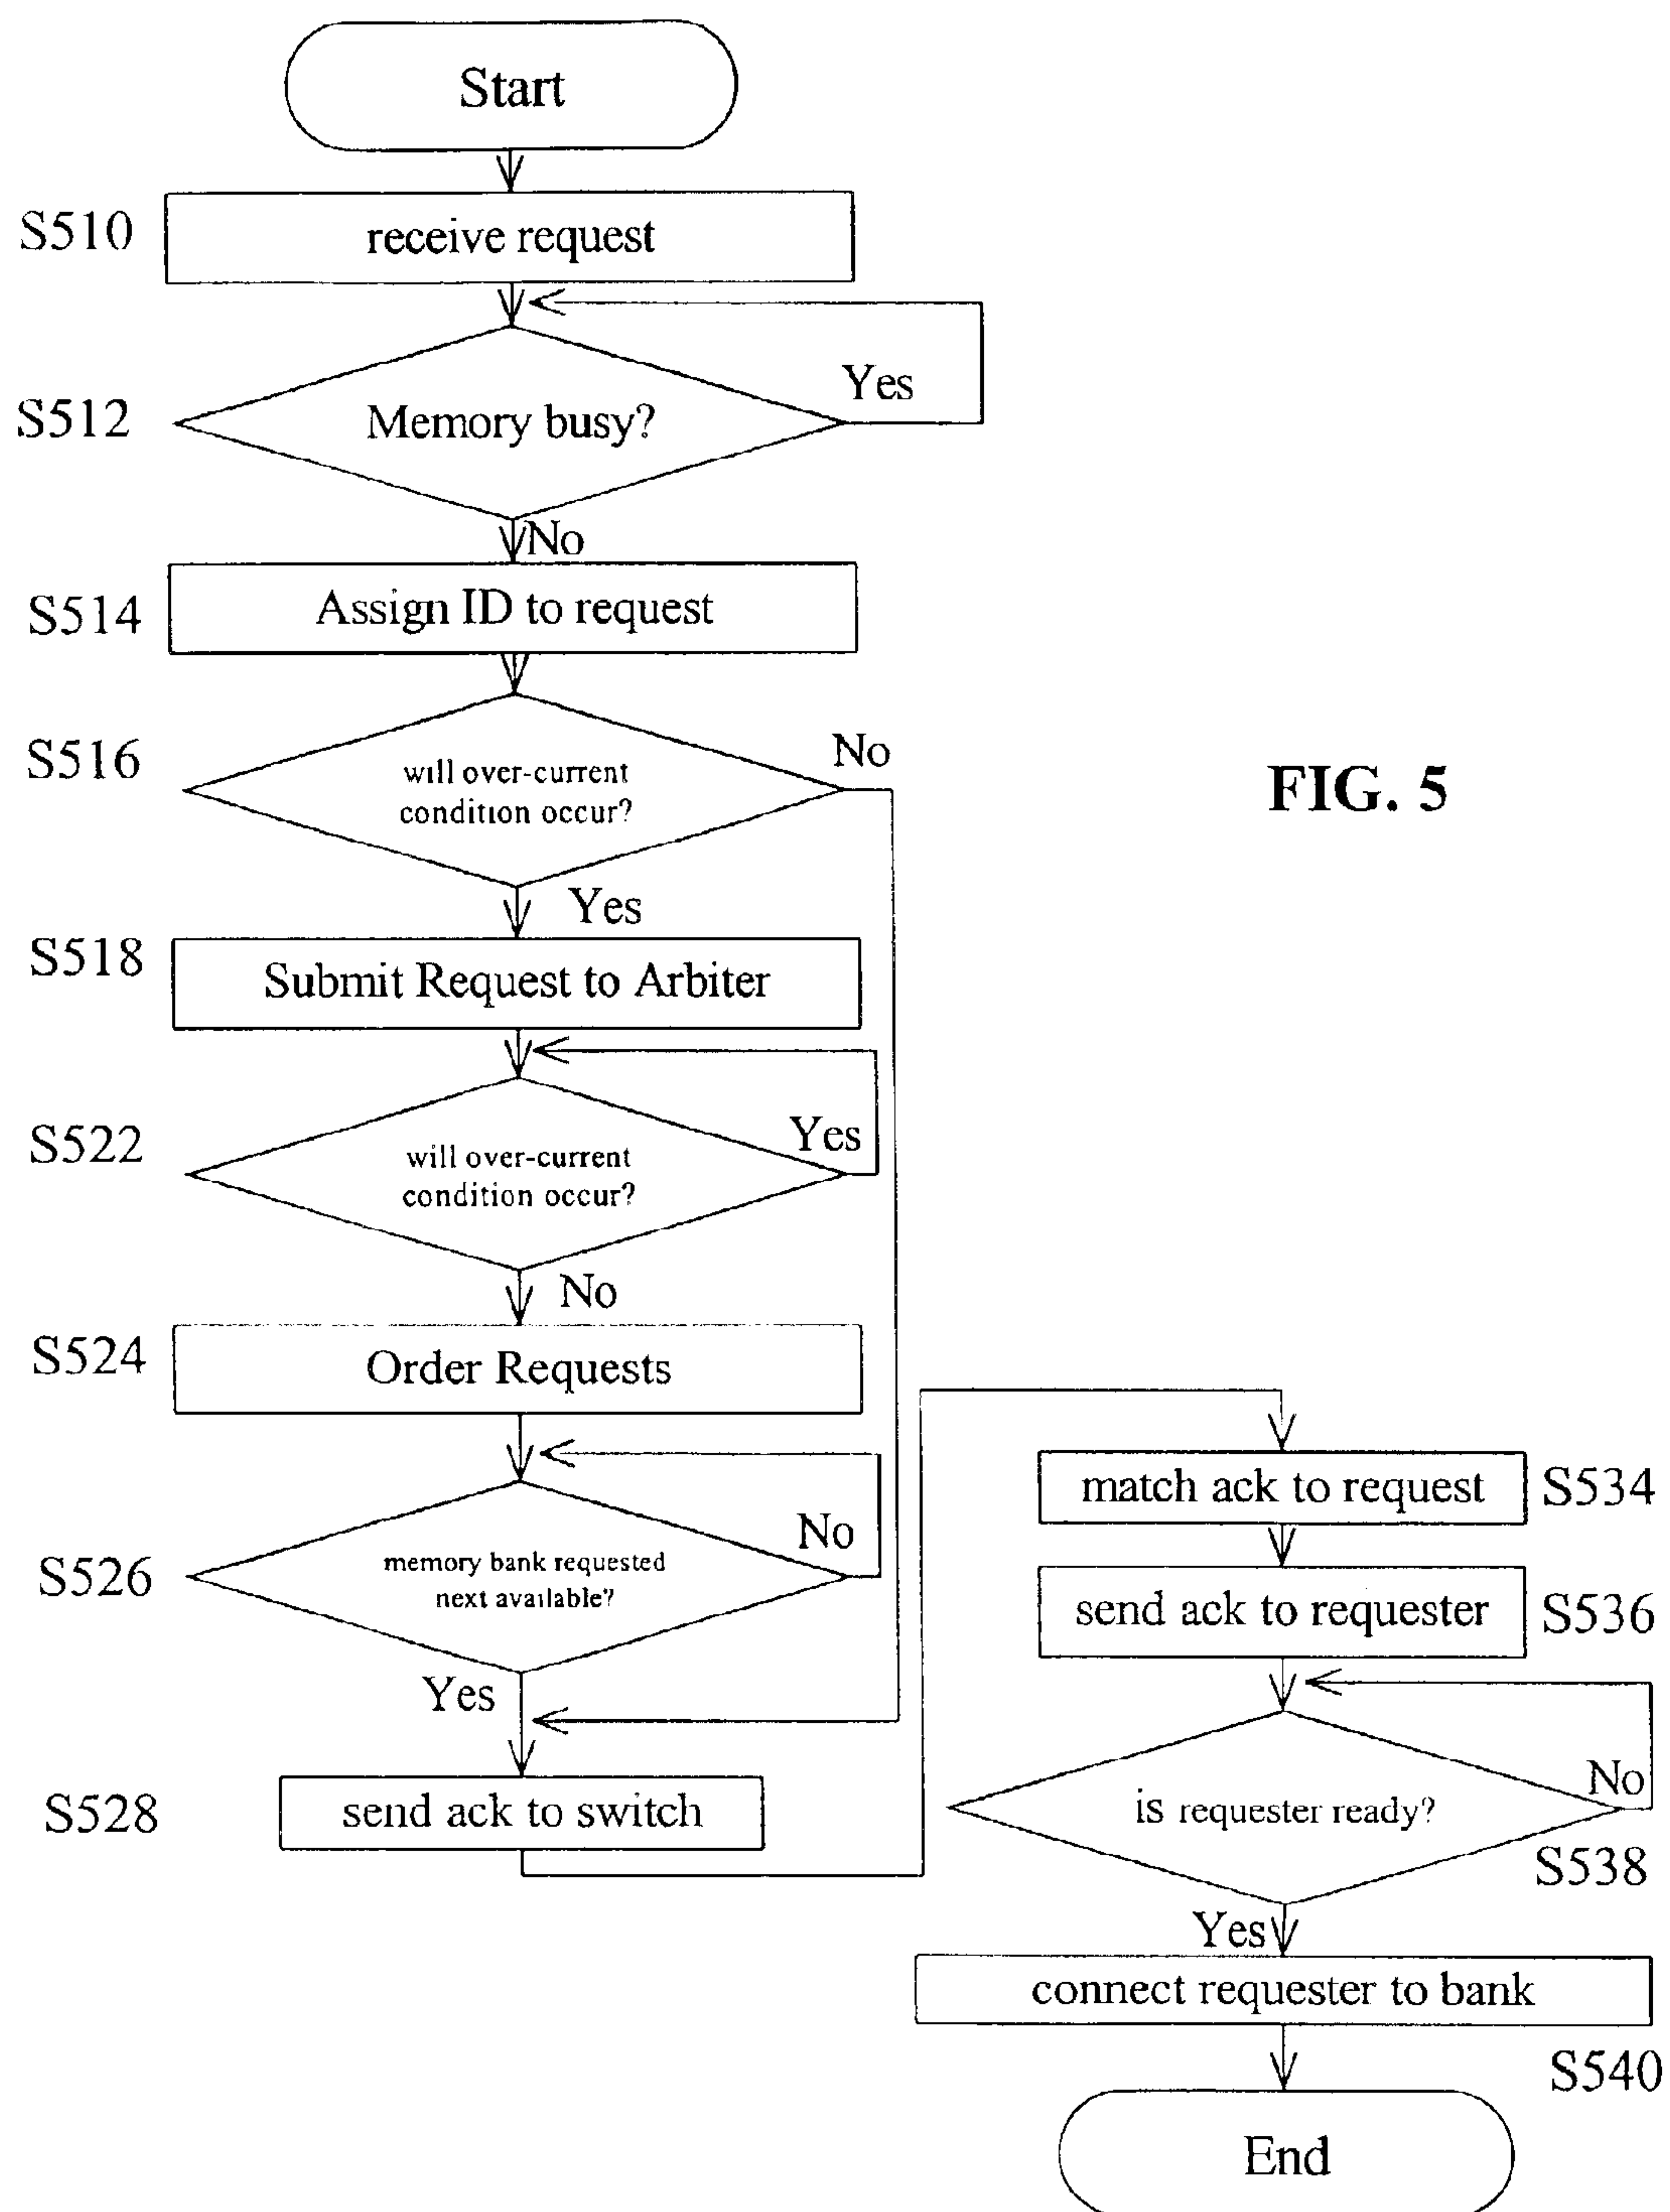 Start
S510
receive request
S512
Memory busy?
Yes
No
S514
Assign ID to request
S516
will over-current
condition occur?
No
Yes
FIG. 5
S518
Submit Request to Arbiter
S522
will over-current
condition occur?
Yes
No
S524
Order Requests
S526
memory bank requested
next available?
No
Yes
S528
send ack to switch
match ack to request
S534
send ack to requester
S536
is requester ready?
No
S538
Yes
connect requester to bank
S540
End